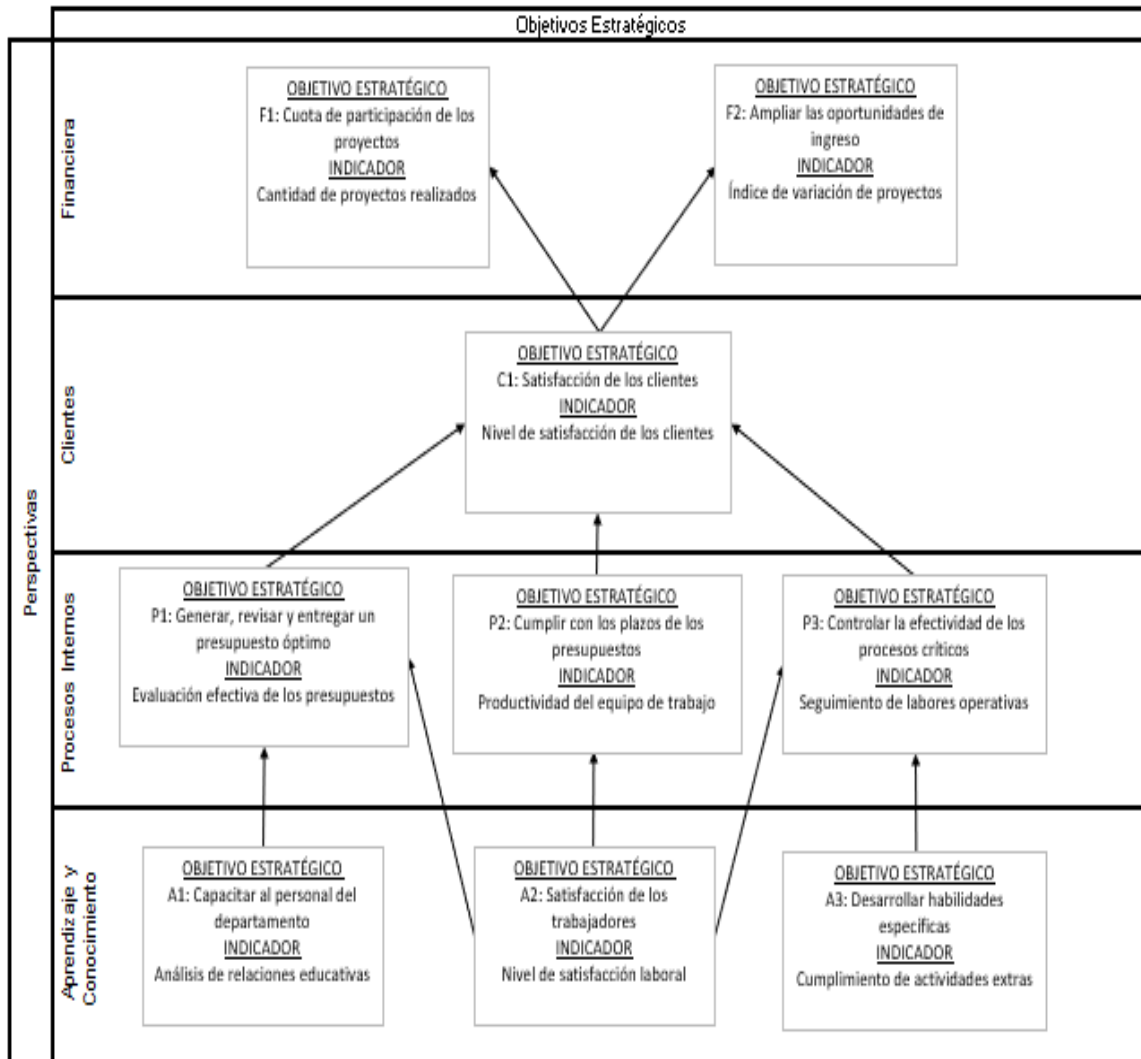 Objetivos Estratégicos
Perspectivas
Financiera
OBJETIVO ESTRATÉGICO
F1: Cuota de participación de los
proyectos
INDICADOR
Cantidad de proyectos realizados
OBJETIVO ESTRATÉGICO
F2: Ampliar las oportunidades de
ingreso
INDICADOR
Índice de variación de proyectos
Clientes
OBJETIVO ESTRATÉGICO
C1: Satisfacción de los clientes
INDICADOR
Nivel de satisfacción de los clientes
Procesos Internos
OBJETIVO ESTRATÉGICO
P1: Generar, revisar y entregar un
presupuesto óptimo
INDICADOR
Evaluación efectiva de los presupuestos
OBJETIVO ESTRATÉGICO
P2: Cumplir con los plazos de los
presupuestos
INDICADOR
Productividad del equipo de trabajo
OBJETIVO ESTRATÉGICO
P3: Controlar la efectividad de los
procesos críticos
INDICADOR
Seguimiento de labores operativas
Aprendizaje y
Conocimiento
OBJETIVO ESTRATÉGICO
A1: Capacitar al personal del
departamento
INDICADOR
Análisis de relaciones educativas
OBJETIVO ESTRATÉGICO
A2: Satisfacción de los
trabajadores
INDICADOR
Nivel de satisfacción laboral
OBJETIVO ESTRATÉGICO
A3: Desarrollar habilidades
específicas
INDICADOR
Cumplimiento de actividades extras